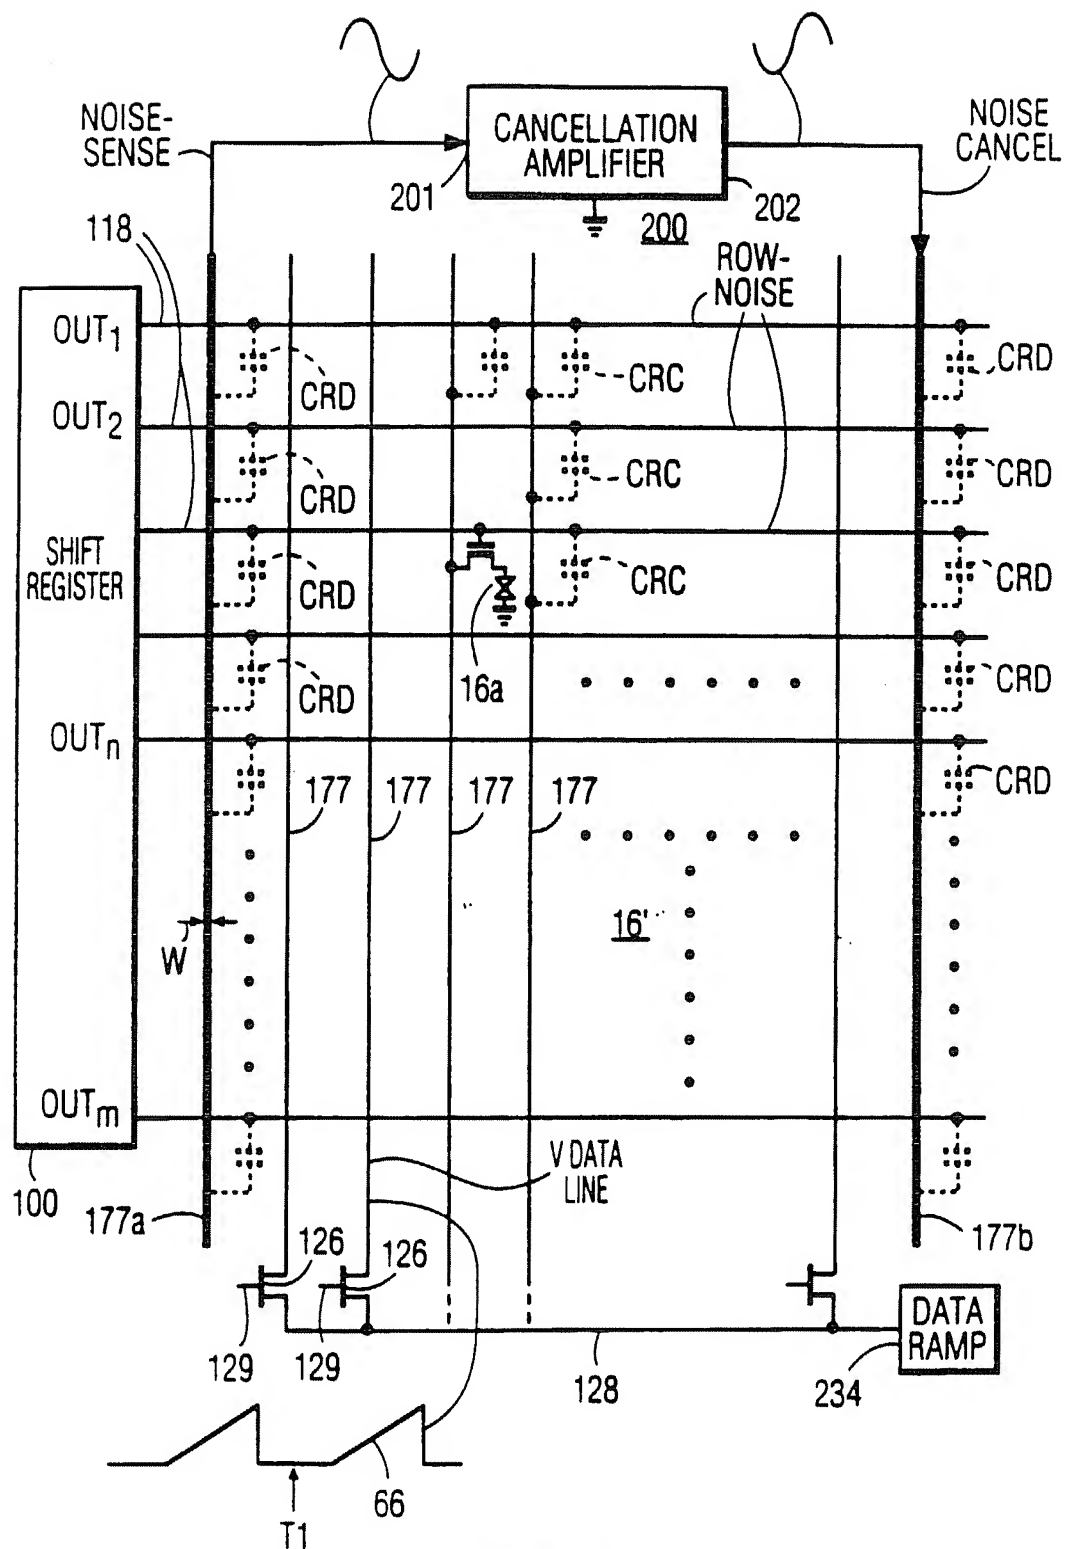 NOISE-
SENSE
CANCELLATION
AMPLIFIER
NOISE
CANCEL
201
202
200
118
ROW-
NOISE
OUT1
CRD
CRC
CRD
OUT2
CRD
CRC
CRD
SHIFT
REGISTER
CRD
CRC
CRD
16a
CRD
CRD
OUTn
CRD
177
177
177
177
16'
W
OUTm
V DATA
LINE
100
177a
177b
126
126
DATA
RAMP
129
129
128
234
66
T1